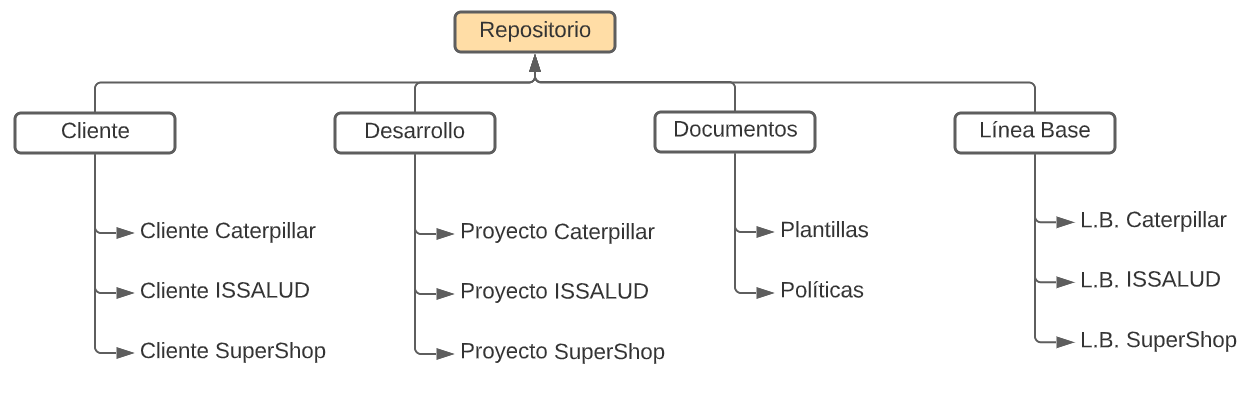 Repositorio
Cliente
Desarrollo
Documentos
Línea Base
Cliente Caterpillar
Cliente ISSALUD
Cliente SuperShop
Proyecto Caterpillar
Proyecto ISSALUD
Proyecto SuperShop
Plantillas
Políticas
L.B. Caterpillar
L.B. ISSALUD
L.B. SuperShop